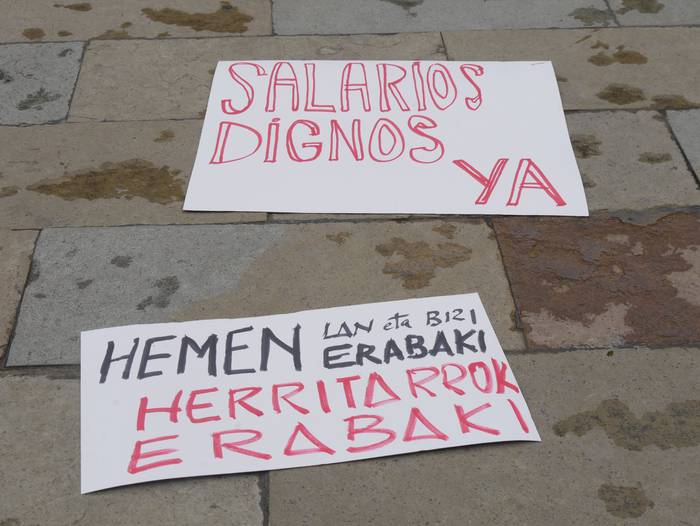 SALARIOS
DIGNOS
YA
HEMEN LAN eta BIZI
ERABAKI
HERRITARROK
ERABAKI